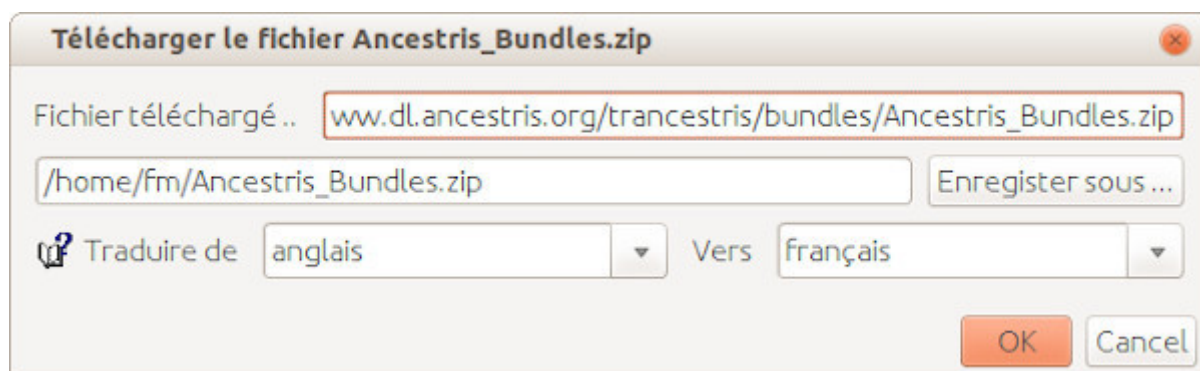 Télécharger le fichier Ancestris_Bundles.zip
Fichier téléchargé .. ww.dl.ancestris.org/trancestris/bundles/Ancestris_Bundles.zip
/home/fm/Ancestris_Bundles.zip Enregister sous ...
Traduire de anglais Vers français
OK Cancel